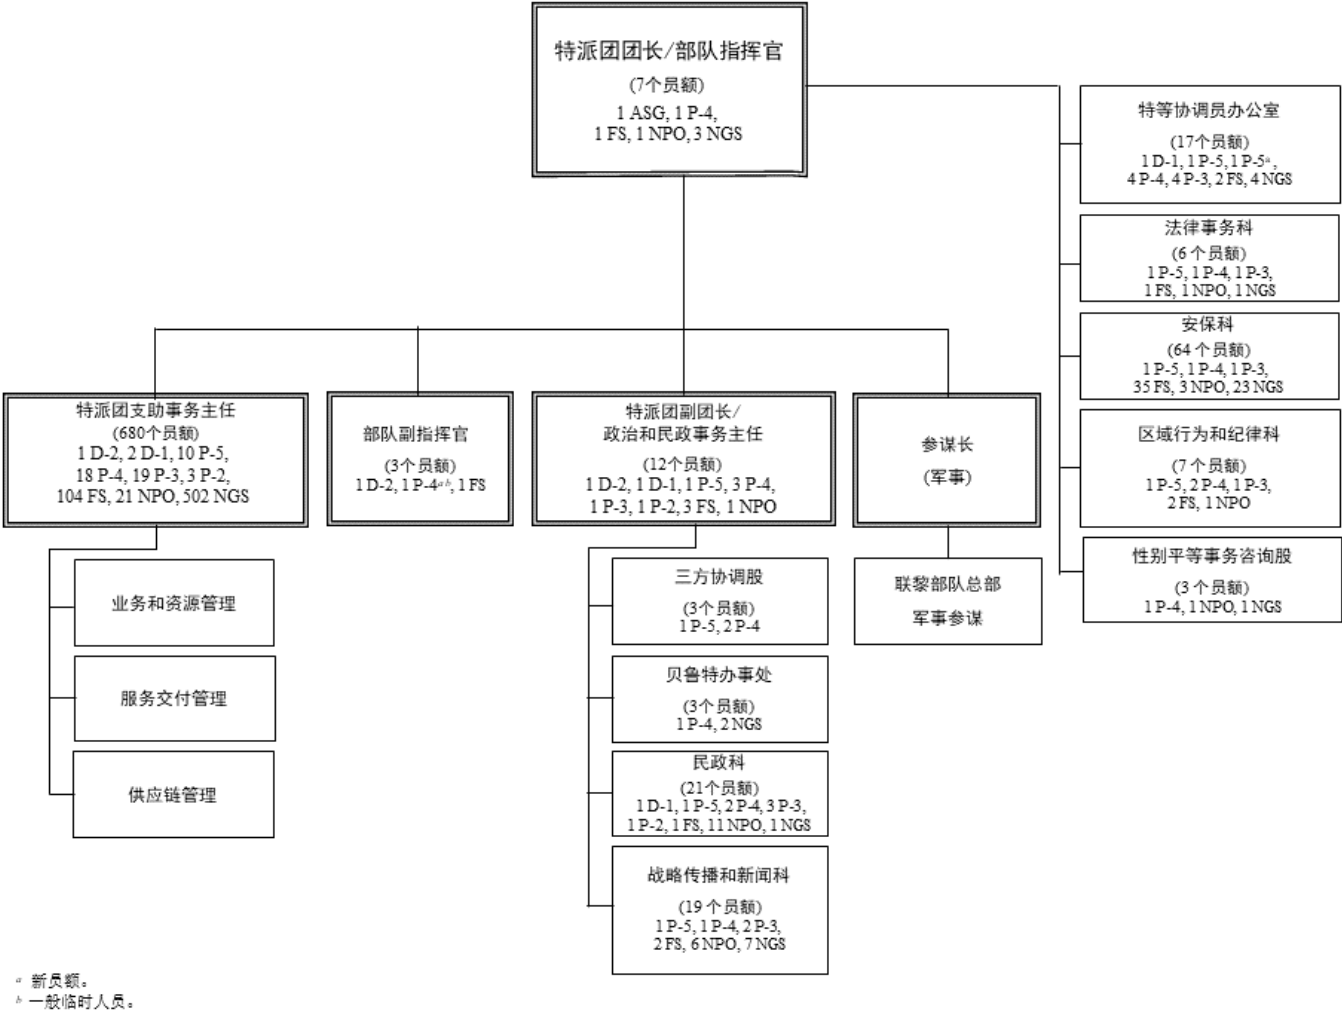 特派团团长/部队指挥官
(7个员额)
1 ASG, 1 P-4,
1 FS, 1 NPO, 3 NGS
特等协调员办公室
(17个员额)
1 D-1, 1 P-5, 1 P-5ᵃ,
4 P-4, 4 P-3, 2 FS, 4 NGS
法律事务科
(6 个员额)
1 P-5, 1 P-4, 1 P-3,
1 FS, 1 NPO, 1 NGS
安保科
(64 个员额)
1 P-5, 1 P-4, 1 P-3,
35 FS, 3 NPO, 23 NGS
区域行为和纪律科
(7 个员额)
1 P-5, 2 P-4, 1 P-3,
2 FS, 1 NPO
性别平等事务咨询股
(3 个员额)
1 P-4, 1 NPO, 1 NGS
特派团支助事务主任
(680个员额)
1 D-2, 2 D-1, 10 P-5,
18 P-4, 19 P-3, 3 P-2,
104 FS, 21 NPO, 502 NGS
业务和资源管理
服务交付管理
供应链管理
部队副指挥官
(3个员额)
1 D-2, 1 P-4ᵃ ᵇ, 1 FS
特派团副团长/
政治和民政事务主任
(12个员额)
1 D-2, 1 D-1, 1 P-5, 3 P-4,
1 P-3, 1 P-2, 3 FS, 1 NPO
三方协调股
(3个员额)
1 P-5, 2 P-4
贝鲁特办事处
(3个员额)
1 P-4, 2 NGS
民政科
(21个员额)
1 D-1, 1 P-5, 2 P-4, 3 P-3,
1 P-2, 1 FS, 11 NPO, 1 NGS
战略传播和新闻科
(19 个员额)
1 P-5, 1 P-4, 2 P-3,
2 FS, 6 NPO, 7 NGS
参谋长
(军事)
联黎部队总部
军事参谋
ᵃ 新员额。
ᵇ 一般临时人员。